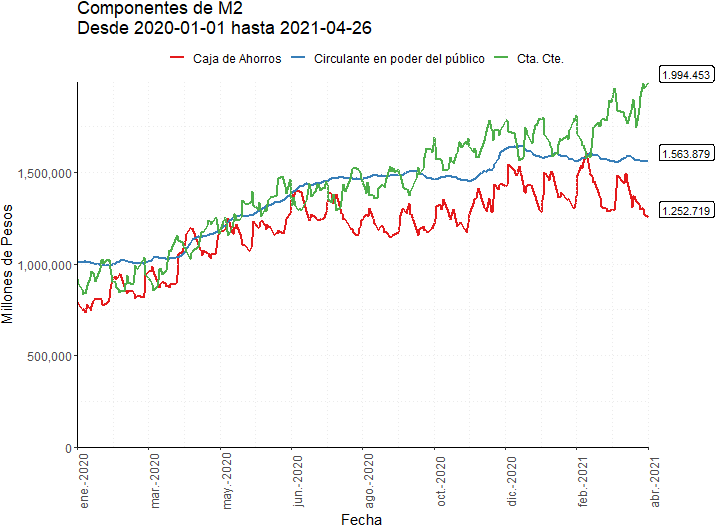 Componentes de M2
Desde 2020-01-01 hasta 2021-04-26
Caja de Ahorros Circulante en poder del público Cta. Cte.
1.994.453
1.563.879
1.252.719
Millones de Pesos
1,500,000
1,000,000
500,000
0
ene.-2020 mar.-2020 may.-2020 jun.-2020 ago.-2020 oct.-2020 dic.-2020 feb.-2021 abr.-2021
Fecha